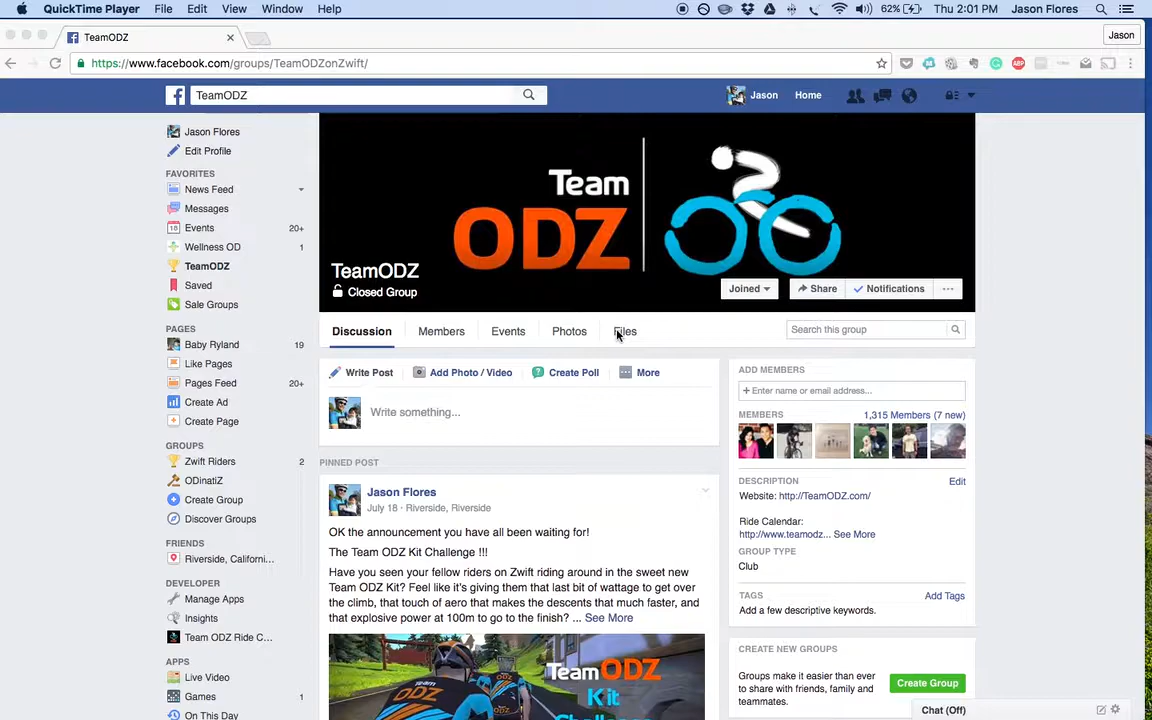 QuickTime Player File Edit View Window Help 62% Thu 2:01 PM Jason Flores
TeamODZ Jason
https://www.facebook.com/groups/TeamODZonZwift/
TeamODZ Jason Home
Jason Flores
Edit Profile
FAVORITES
News Feed
Messages
Events 20+
Wellness OD 1
TeamODZ
Saved
Sale Groups
PAGES
Baby Ryland 19
Like Pages
Pages Feed 20+
Create Ad
Create Page
GROUPS
Zwift Riders 2
ODinatiZ
Create Group
Discover Groups
FRIENDS
Riverside, Californi...
DEVELOPER
Manage Apps
Insights
Team ODZ Ride C...
APPS
Live Video
Games 1
On This Day
Team
ODZ
TeamODZ
Closed Group
Joined Share Notifications ...
Discussion Members Events Photos Files Search this group
Write Post Add Photo / Video Create Poll More
Write something...
PINNED POST
Jason Flores
July 18 · Riverside, Riverside
OK the announcement you have all been waiting for!
The Team ODZ Kit Challenge !!!
Have you seen your fellow riders on Zwift riding around in the sweet new
Team ODZ Kit? Feel like it's giving them that last bit of wattage to get over
the climb, that touch of aero that makes the descents that much faster, and
that explosive power at 100m to go to the finish? ... See More
TeamODZ
Kit
ODZ
ADD MEMBERS
+ Enter name or email address...
MEMBERS 1,315 Members (7 new)
DESCRIPTION Edit
Website: http://TeamODZ.com/
Ride Calendar:
http://www.teamodz... See More
GROUP TYPE
Club
TAGS Add Tags
Add a few descriptive keywords.
CREATE NEW GROUPS
Groups make it easier than ever
to share with friends, family and
teammates.
Create Group
Chat (Off)